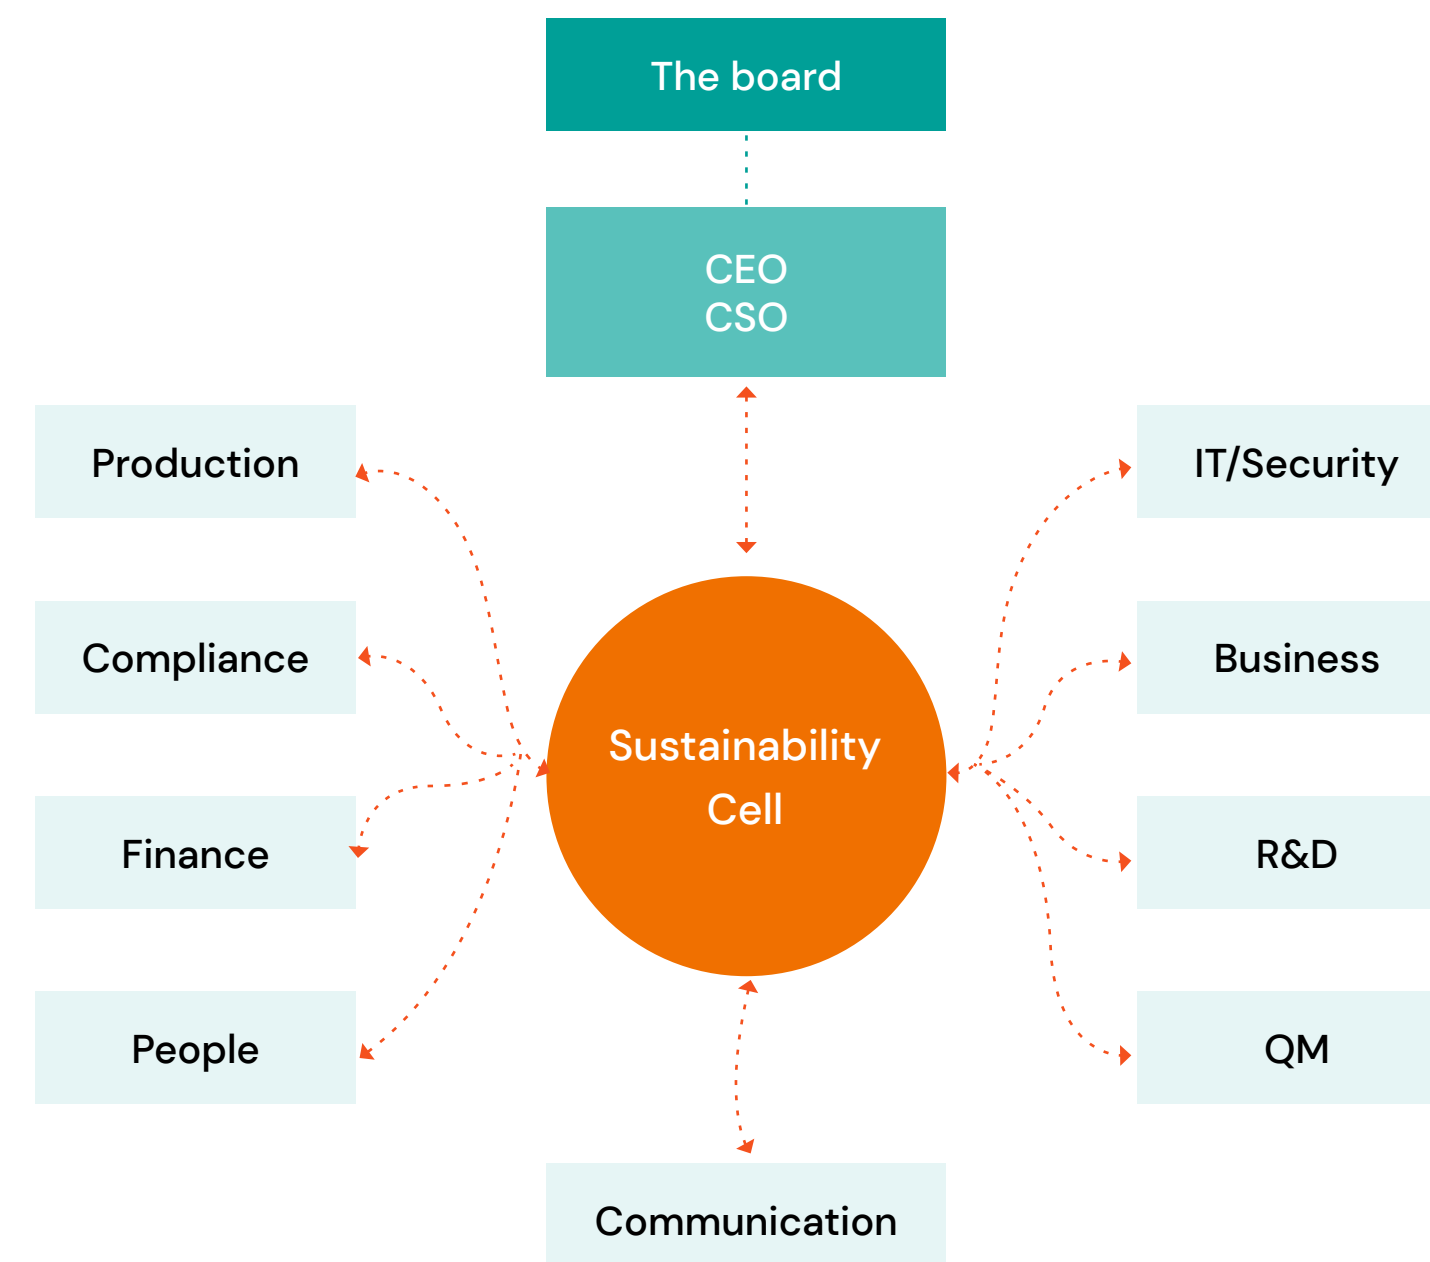 The board
CEO
CSO
Production
IT/Security
Compliance
Business
Sustainability
Cell
Finance
R&D
People
QM
Communication